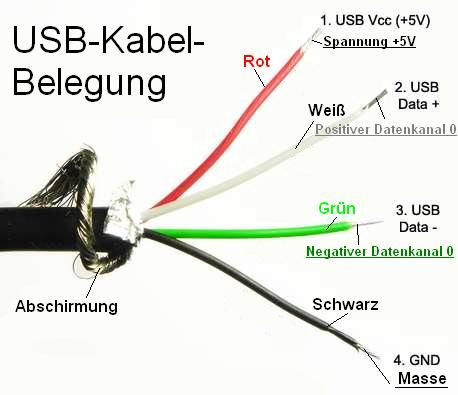 USB-Kabel-
Belegung
1. USB Vcc (+5V)
Spannung +5V
Rot
2. USB
Data +
Weiß
Positiver Datenkanal 0
Grün
3. USB
Data -
Negativer Datenkanal 0
Abschirmung
Schwarz
4. GND
Masse